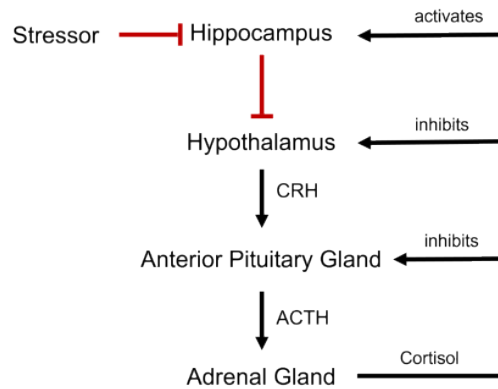 activates
Stressor
Hippocampus
inhibits
Hypothalamus
CRH
inhibits
Anterior Pituitary Gland
ACTH
Cortisol
Adrenal Gland